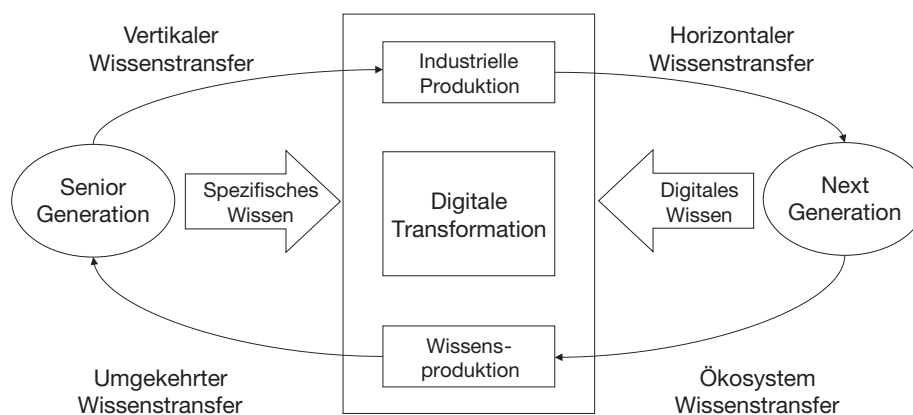 Vertikaler
Wissenstransfer
Industrielle
Produktion
Horizontaler
Wissenstransfer
Senior
Generation
Spezifisches
Wissen
Digitale
Transformation
Digitales
Wissen
Next
Generation
Umgekehrter
Wissenstransfer
Wissens-
produktion
Ökosystem
Wissenstransfer